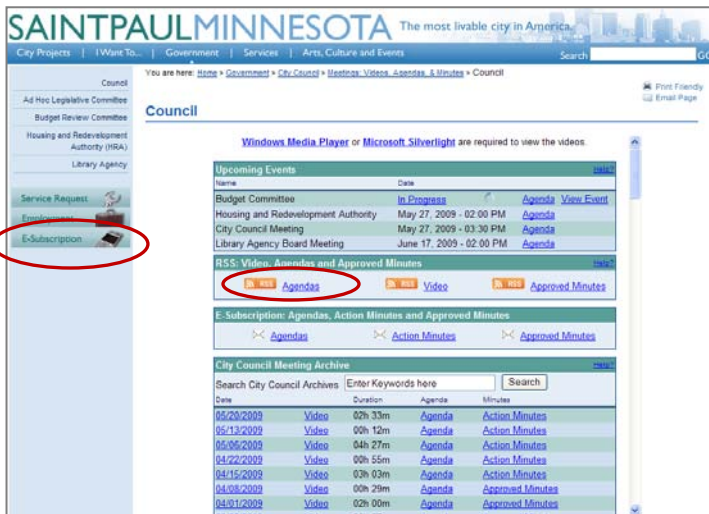 SAINTPAULMINNESOTA The most livable city in America.
City Projects | I Want To... | Government | Services | Arts, Culture and Events Search GO
You are here: Home » Government » City Council » Meetings: Videos, Agendas, & Minutes » Council
Print Friendly
Email Page
Council
Ad Hoc Legislative Committee
Budget Review Committee
Housing and Redevelopment
Authority (HRA)
Library Agency
Service Request
Employment
E-Subscription
Council
Windows Media Player or Microsoft Silverlight are required to view the videos.
Upcoming Events Help?
Name Date
Budget Committee In Progress Agenda View Event
Housing and Redevelopment Authority May 27, 2009 - 02:00 PM Agenda
City Council Meeting May 27, 2009 - 03:30 PM Agenda
Library Agency Board Meeting June 17, 2009 - 02:00 PM Agenda
RSS: Video, Agendas and Approved Minutes Help?
RSS Agendas RSS Video RSS Approved Minutes
E-Subscription: Agendas, Action Minutes and Approved Minutes
Agendas Action Minutes Approved Minutes
City Council Meeting Archive Help?
Search City Council Archives Enter Keywords here Search
Date Duration Agenda Minutes
05/20/2009 Video 02h 33m Agenda Action Minutes
05/13/2009 Video 00h 12m Agenda Action Minutes
05/06/2009 Video 04h 27m Agenda Action Minutes
04/22/2009 Video 00h 55m Agenda Action Minutes
04/15/2009 Video 03h 03m Agenda Action Minutes
04/08/2009 Video 00h 29m Agenda Approved Minutes
04/01/2009 Video 02h 00m Agenda Approved Minutes